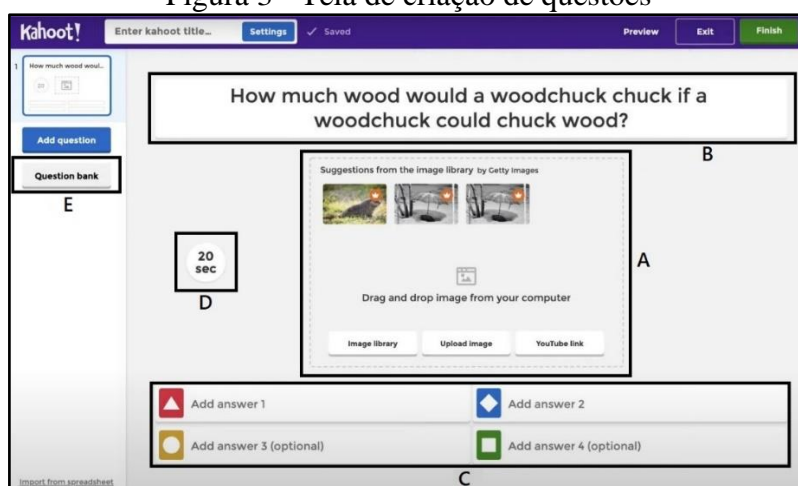 Figura 3 - Tela de criação de questões
Kahoot!
Enter kahoot title...
Settings
Saved
Preview
Exit
Finish
1
How much wood woul...
20
Add question
Question bank
E
How much wood would a woodchuck chuck if a
woodchuck could chuck wood?
B
Suggestions from the image library by Getty Images
20
sec
D
Drag and drop image from your computer
Image library
Upload image
YouTube link
A
Add answer 1
Add answer 2
Add answer 3 (optional)
Add answer 4 (optional)
C
Import from spreadsheet